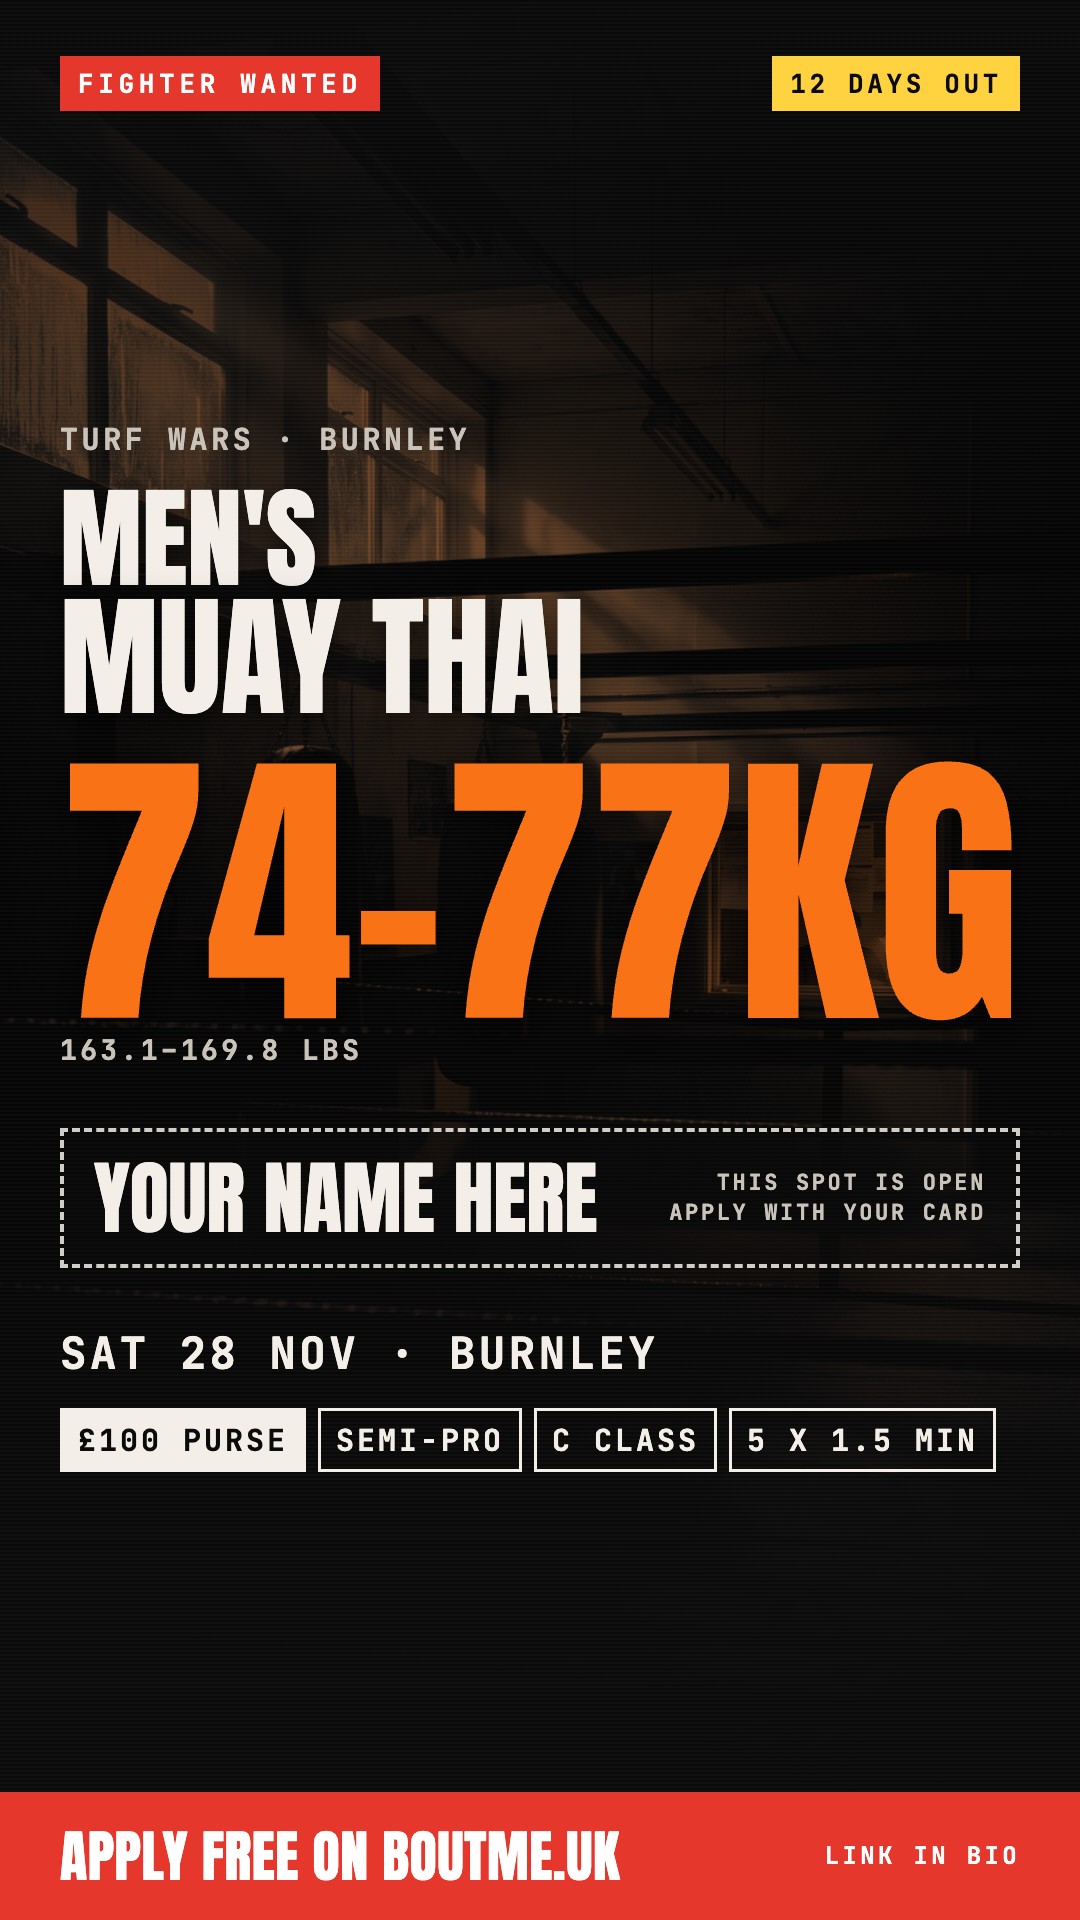 FIGHTER WANTED
12 DAYS OUT
TURF WARS · BURNLEY
MEN'S
MUAY THAI
74-77KG
163.1–169.8 LBS
YOUR NAME HERE
THIS SPOT IS OPEN
APPLY WITH YOUR CARD
SAT 28 NOV · BURNLEY
£100 PURSE
SEMI-PRO
C CLASS
5 X 1.5 MIN
APPLY FREE ON BOUTME.UK
LINK IN BIO